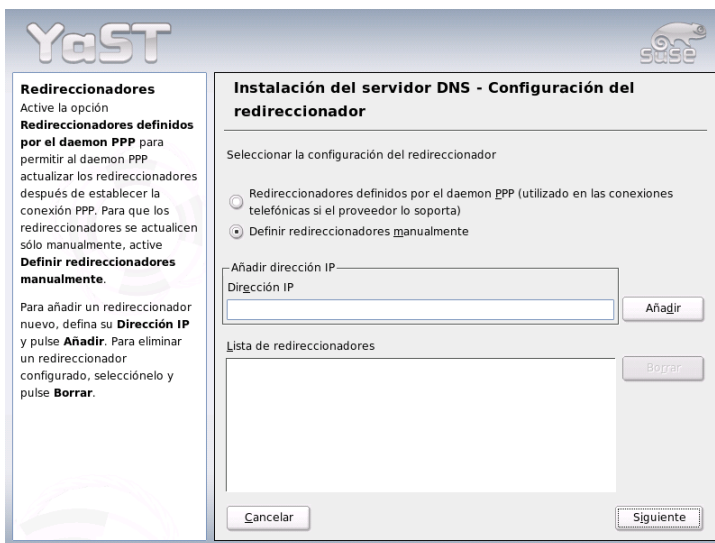 YaST
SUSE
Redireccionadores
Active la opción
Redireccionadores definidos
por el daemon PPP para
permitir al daemon PPP
actualizar los redireccionadores
después de establecer la
conexión PPP. Para que los
redireccionadores se actualicen
sólo manualmente, active
Definir redireccionadores
manualmente.
Para añadir un redireccionador
nuevo, defina su Dirección IP
y pulse Añadir. Para eliminar
un redireccionador
configurado, selecciónelo y
pulse Borrar.
Instalación del servidor DNS - Configuración del
redireccionador
Seleccionar la configuración del redireccionador
Redireccionadores definidos por el daemon PPP (utilizado en las conexiones
telefónicas si el proveedor lo soporta)
Definir redireccionadores manualmente
Añadir dirección IP
Dirección IP
Añadir
Lista de redireccionadores
Borrar
Cancelar
Siguiente